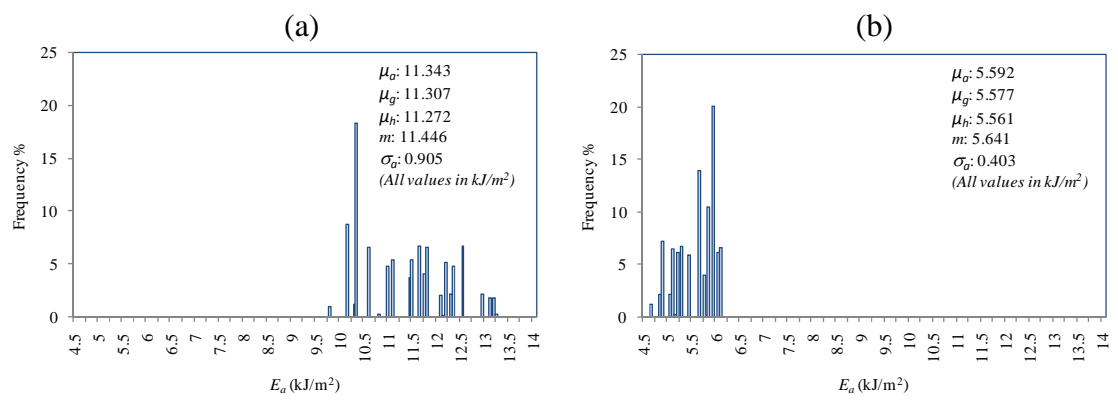 (a)
25
20
15
10
5
0
Frequency %
μa: 11.343
μg: 11.307
μh: 11.272
m: 11.446
σa: 0.905
(All values in kJ/m²)
4.5 5 5.5 6 6.5 7 7.5 8 8.5 9 9.5 10 10.5 11 11.5 12 12.5 13 13.5 14
Ea (kJ/m²)
(b)
25
20
15
10
5
0
Frequency %
μa: 5.592
μg: 5.577
μh: 5.561
m: 5.641
σa: 0.403
(All values in kJ/m²)
4.5 5 5.5 6 6.5 7 7.5 8 8.5 9 9.5 10 10.5 11 11.5 12 12.5 13 13.5 14
Ea (kJ/m²)